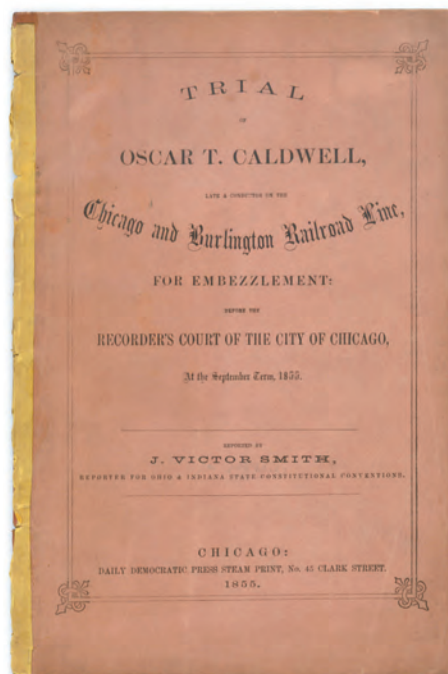 TRIAL
OF
OSCAR T. CALDWELL,
LATE A CONDUCTOR ON THE
Chicago and Burlington Railroad Line,
FOR EMBEZZLEMENT:
BEFORE THE
RECORDER'S COURT OF THE CITY OF CHICAGO,
At the September Term, 1855.
REPORTED BY
J. VICTOR SMITH,
REPORTER FOR OHIO & INDIANA STATE CONSTITUTIONAL CONVENTIONS.
CHICAGO:
DAILY DEMOCRATIC PRESS STEAM PRINT, No. 45 CLARK STREET.
1855.